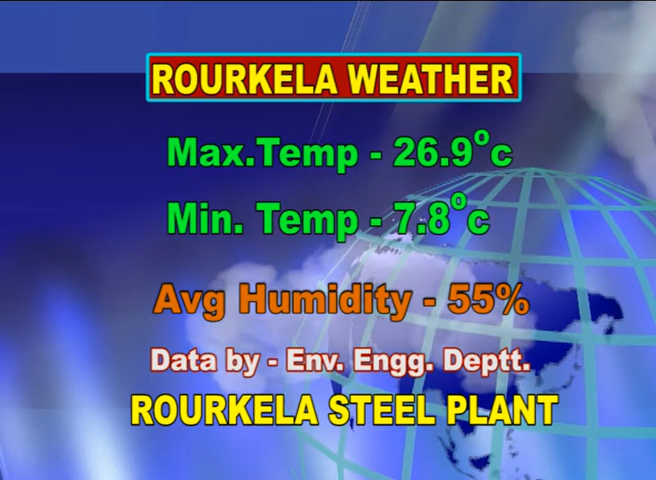 ROURKELA WEATHER
Max.Temp - 26.9°c
Min. Temp - 7.8°c
Avg Humidity - 55%
Data by - Env. Engg. Deptt.
ROURKELA STEEL PLANT